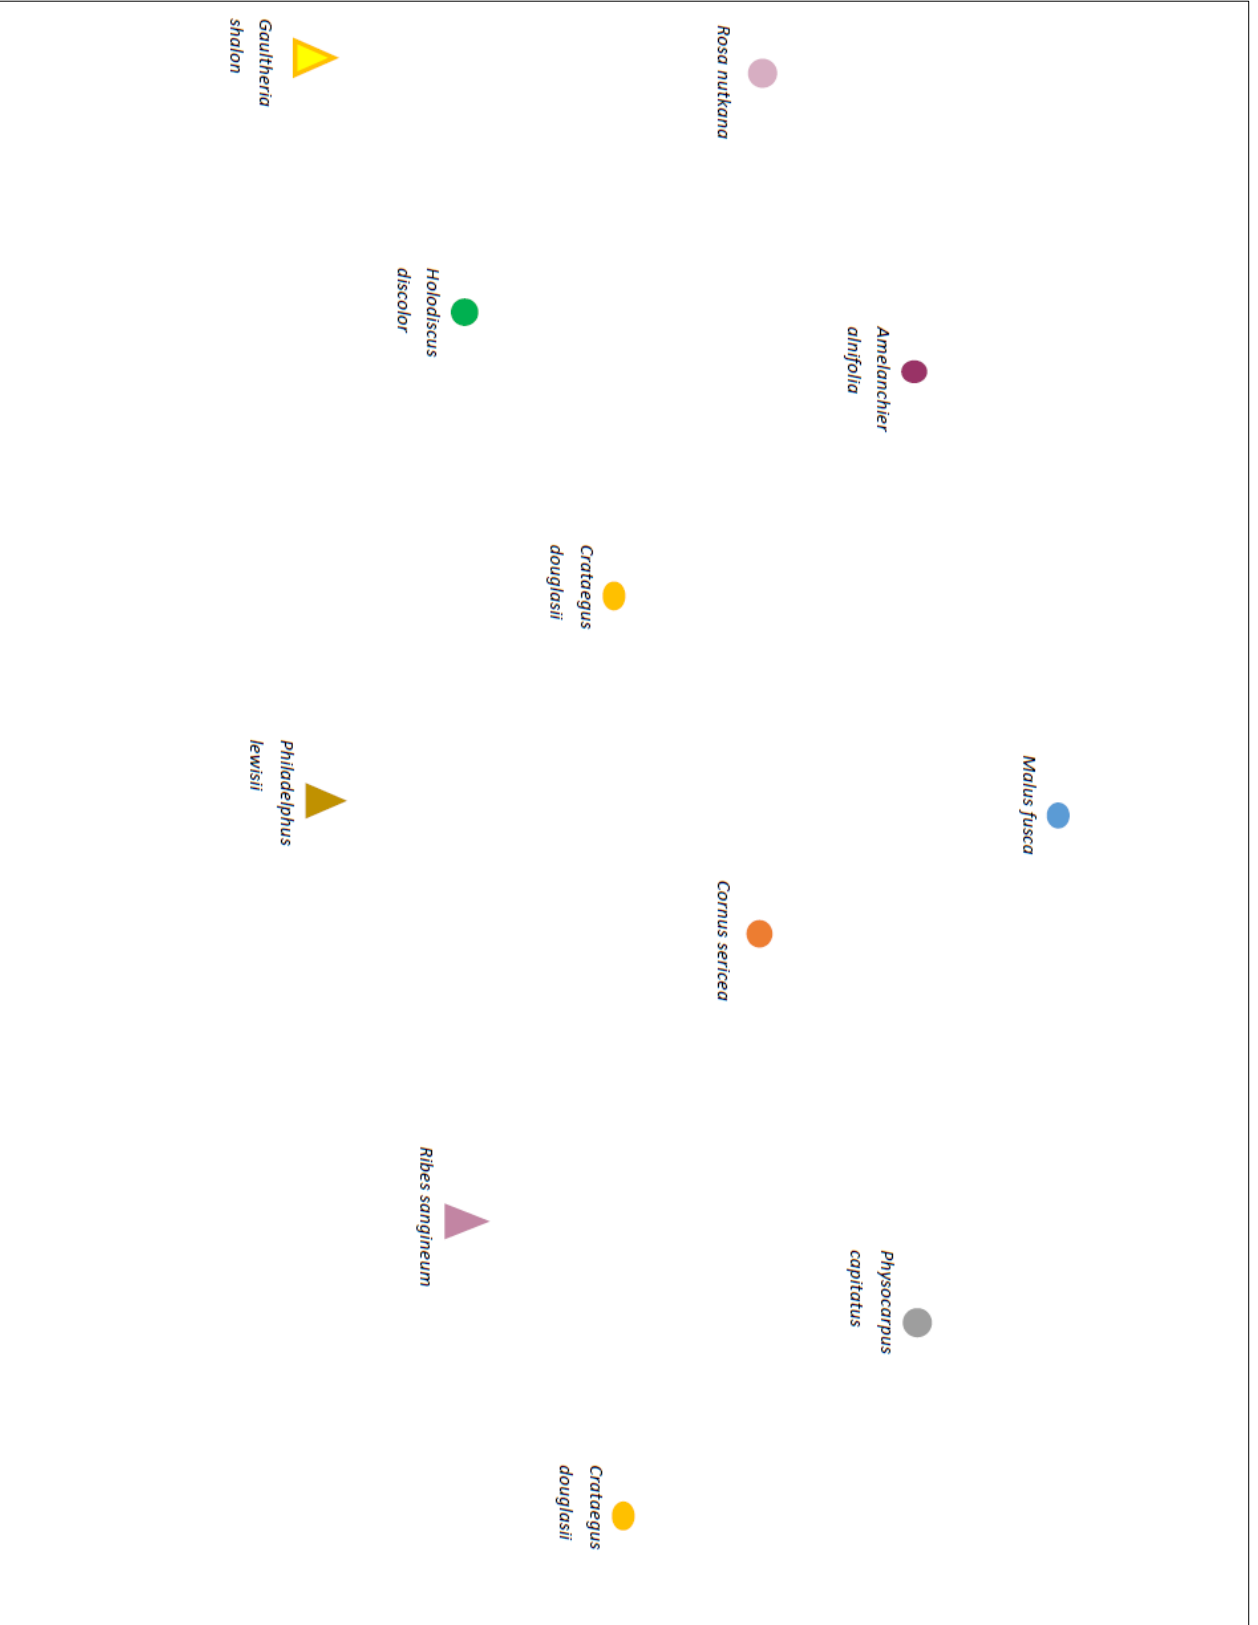 Malus fusca
Amelanchier
alnifolia
Physocarpus
capitatus
Rosa nutkana
Cornus sericea
Crataegus
douglasii
Crataegus
douglasii
Holodiscus
discolor
Ribes sangineum
Philadelphus
lewisii
Gaultheria
shalon